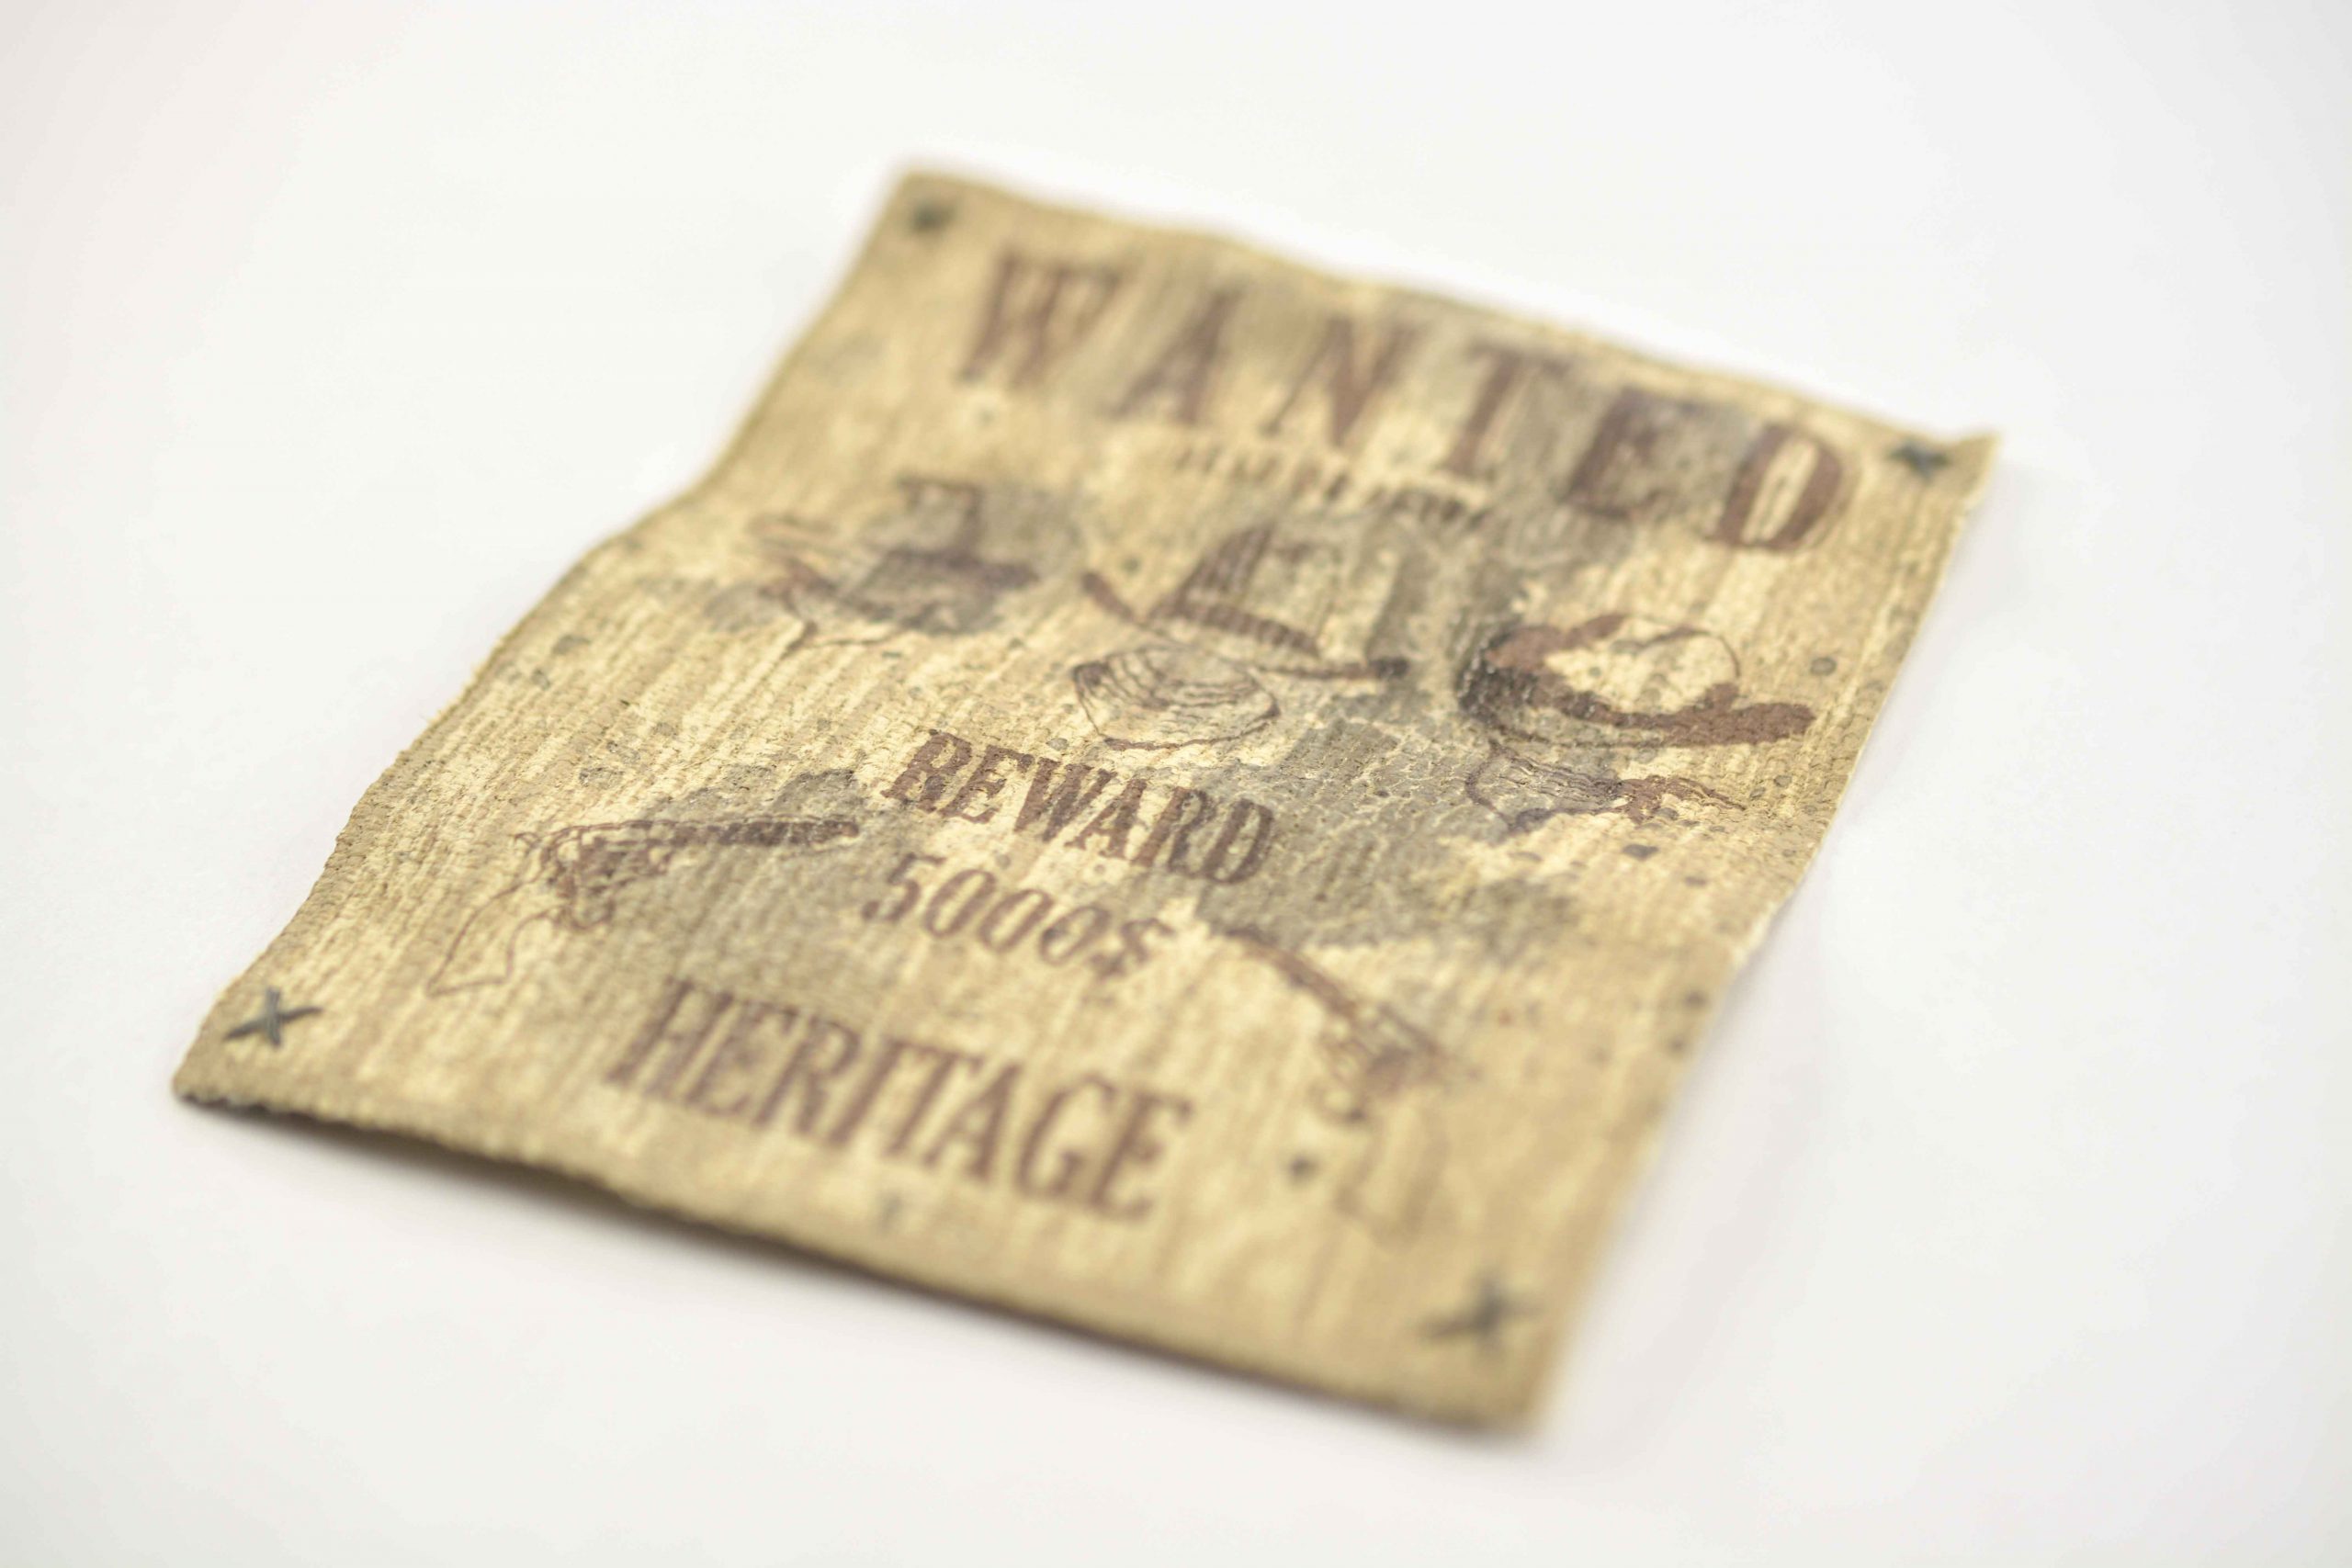 WANTED
REWARD
5000$
HERITAGE